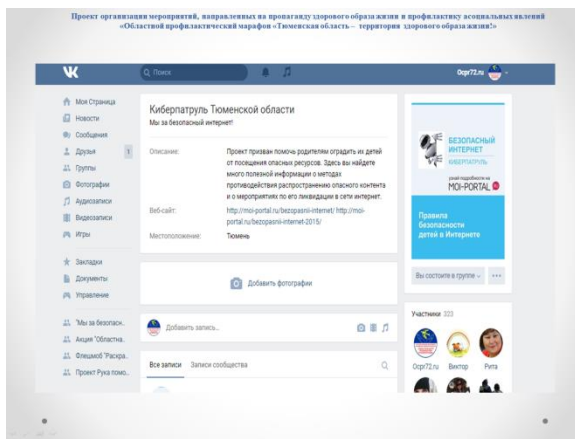 Проект организации мероприятий, направленных на пропаганду здорового образа жизни и профилактику асоциальных явлений
«Областной профилактический марафон «Тюменская область – территория здорового образа жизни!»
Поиск
Ocpr72.ru
Моя Страница
Новости
Сообщения
Друзья 1
Группы
Фотографии
Аудиозаписи
Видеозаписи
Игры
Закладки
Документы
Управление
"Мы за безопасн..
Акция "Областна..
Флешмоб "Раскра..
Проект Рука помо..
Киберпатруль Тюменской области
Мы за безопасный интернет!
Описание: Проект призван помочь родителям оградить их детей
от посещения опасных ресурсов. Здесь вы найдете
много полезной информации о методах
противодействия распространению опасного контента
и о мероприятиях по его ликвидации в сети интернет.
Веб-сайт: http://moi-portal.ru/bezopasnii-internet/ http://moi-
portal.ru/bezopasnii-internet-2015/
Местоположение: Тюмень
Добавить фотографии
Добавить запись...
Все записи Записи сообщества
БЕЗОПАСНЫЙ
ИНТЕРНЕТ
КИБЕРПАТРУЛЬ
узнай подробности на
MOI-PORTAL
Правила
безопасности
детей в Интернете
Вы состоите в группе
Участники 223
Ocpr72.ru Виктор Рита